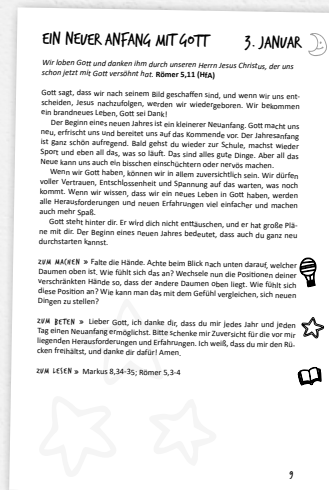 EIN NEUER ANFANG MIT GOTT 3. JANUAR
Wir loben Gott und danken ihm durch unseren Herrn Jesus Christus, der uns
schon jetzt mit Gott versöhnt hat. Römer 5,11 (HfA)
Gott sagt, dass wir nach seinem Bild geschaffen sind, und wenn wir uns ent-
scheiden, Jesus nachzufolgen, werden wir wiedergeboren. Wir bekommen
ein brandneues Leben, Gott sei Dank!
Der Beginn eines neuen Jahres ist ein kleinerer Neuanfang. Gott macht uns
neu, erfrischt uns und bereitet uns auf das Kommende vor. Der Jahresanfang
ist ganz schön aufregend. Bald gehst du wieder zur Schule, machst wieder
Sport und eben all das, was so läuft. Das sind alles gute Dinge. Aber all das
Neue kann uns auch ein bisschen einschüchtern oder nervös machen.
Wenn wir Gott haben, können wir in allem zuversichtlich sein. Wir dürfen
voller Vertrauen, Entschlossenheit und Spannung auf das warten, was noch
kommt. Wenn wir wissen, dass wir ein neues Leben in Gott haben, werden
alle Herausforderungen und neuen Erfahrungen viel einfacher und machen
auch mehr Spaß.
Gott steht hinter dir. Er wird dich nicht enttäuschen, und er hat große Plä-
ne mit dir. Der Beginn eines neuen Jahres bedeutet, dass auch du ganz neu
durchstarten kannst.
ZUM MACHEN » Falte die Hände. Achte beim Blick nach unten darauf, welcher
Daumen oben ist. Wie fühlt sich das an? Wechsele nun die Positionen deiner
verschränkten Hände so, dass der andere Daumen oben liegt. Wie fühlt sich
diese Position an? Wie kann man das mit dem Gefühl vergleichen, sich neuen
Dingen zu stellen?
ZUM BETEN » Lieber Gott, ich danke dir, dass du mir jedes Jahr und jeden
Tag einen Neuanfang ermöglichst. Bitte schenke mir Zuversicht für die vor mir
liegenden Herausforderungen und Erfahrungen. Ich weiß, dass du mir den Rü-
cken freihältst, und danke dir dafür! Amen.
ZUM LESEN » Markus 8,34-35; Römer 5,3-4
9